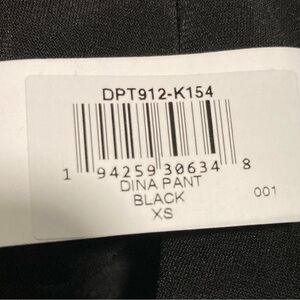 DPT912-K154
1 94259 30634 8
DINA PANT
BLACK
XS
001